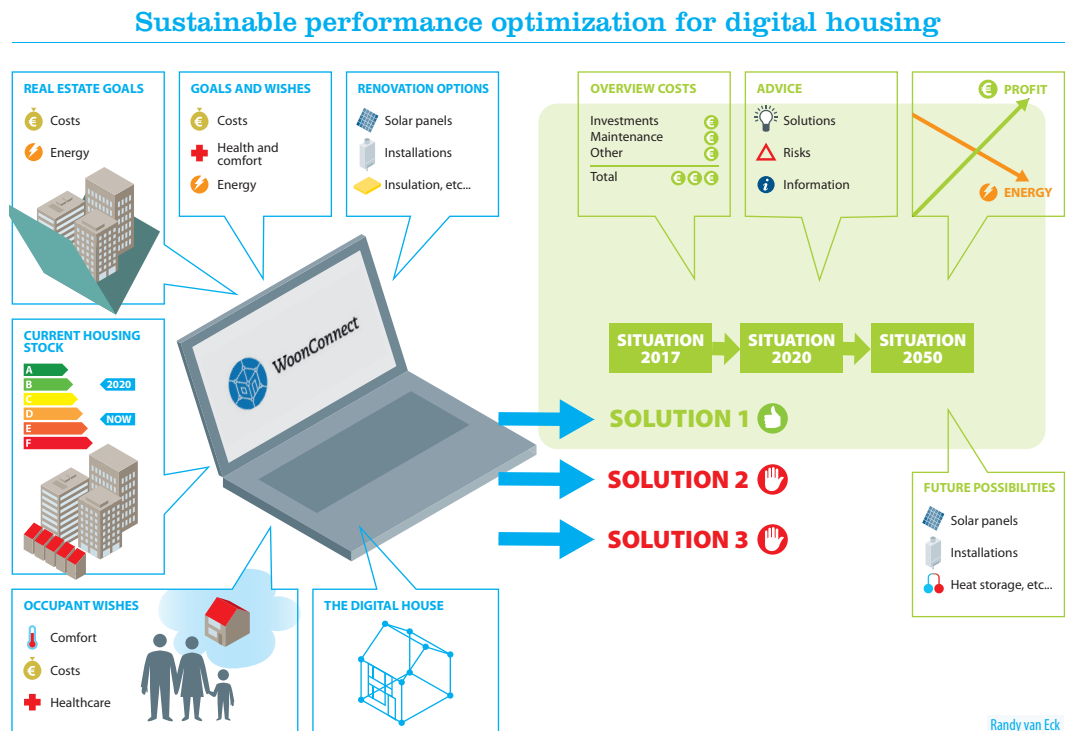 Sustainable performance optimization for digital housing
REAL ESTATE GOALS
Costs
Energy
GOALS AND WISHES
Costs
Health and
comfort
Energy
RENOVATION OPTIONS
Solar panels
Installations
Insulation, etc...
OVERVIEW COSTS
Investments €
Maintenance €
Other €
Total € € €
ADVICE
Solutions
Risks
Information
€ PROFIT
ENERGY
CURRENT HOUSING
STOCK
A
B 2020
C
D NOW
E
F
WoonConnect
SITUATION
2017
SITUATION
2020
SITUATION
2050
SOLUTION 1
SOLUTION 2
SOLUTION 3
FUTURE POSSIBILITIES
Solar panels
Installations
Heat storage, etc...
OCCUPANT WISHES
Comfort
Costs
Healthcare
THE DIGITAL HOUSE
Randy van Eck